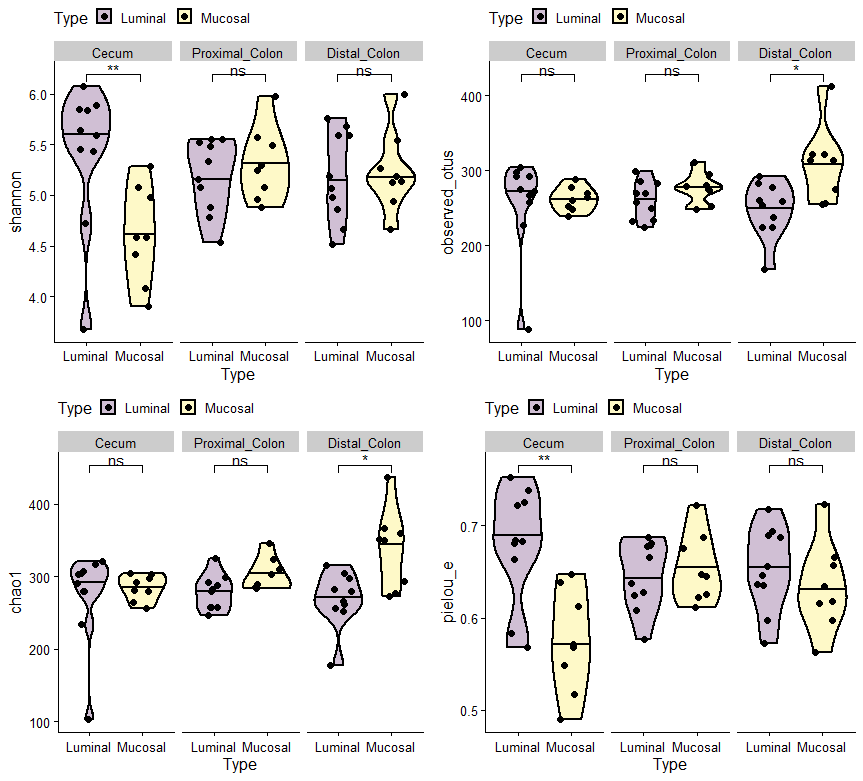 Type Luminal Mucosal
Cecum Proximal_Colon Distal_Colon
** ns ns
6.0
5.5
5.0
4.5
4.0
shannon
Luminal Mucosal Luminal Mucosal Luminal Mucosal
Type
Type Luminal Mucosal
Cecum Proximal_Colon Distal_Colon
ns ns *
400
300
200
100
observed_otus
Luminal Mucosal Luminal Mucosal Luminal Mucosal
Type
Type Luminal Mucosal
Cecum Proximal_Colon Distal_Colon
ns ns *
400
300
200
100
chao1
Luminal Mucosal Luminal Mucosal Luminal Mucosal
Type
Type Luminal Mucosal
Cecum Proximal_Colon Distal_Colon
** ns ns
0.7
0.6
0.5
pielou_e
Luminal Mucosal Luminal Mucosal Luminal Mucosal
Type